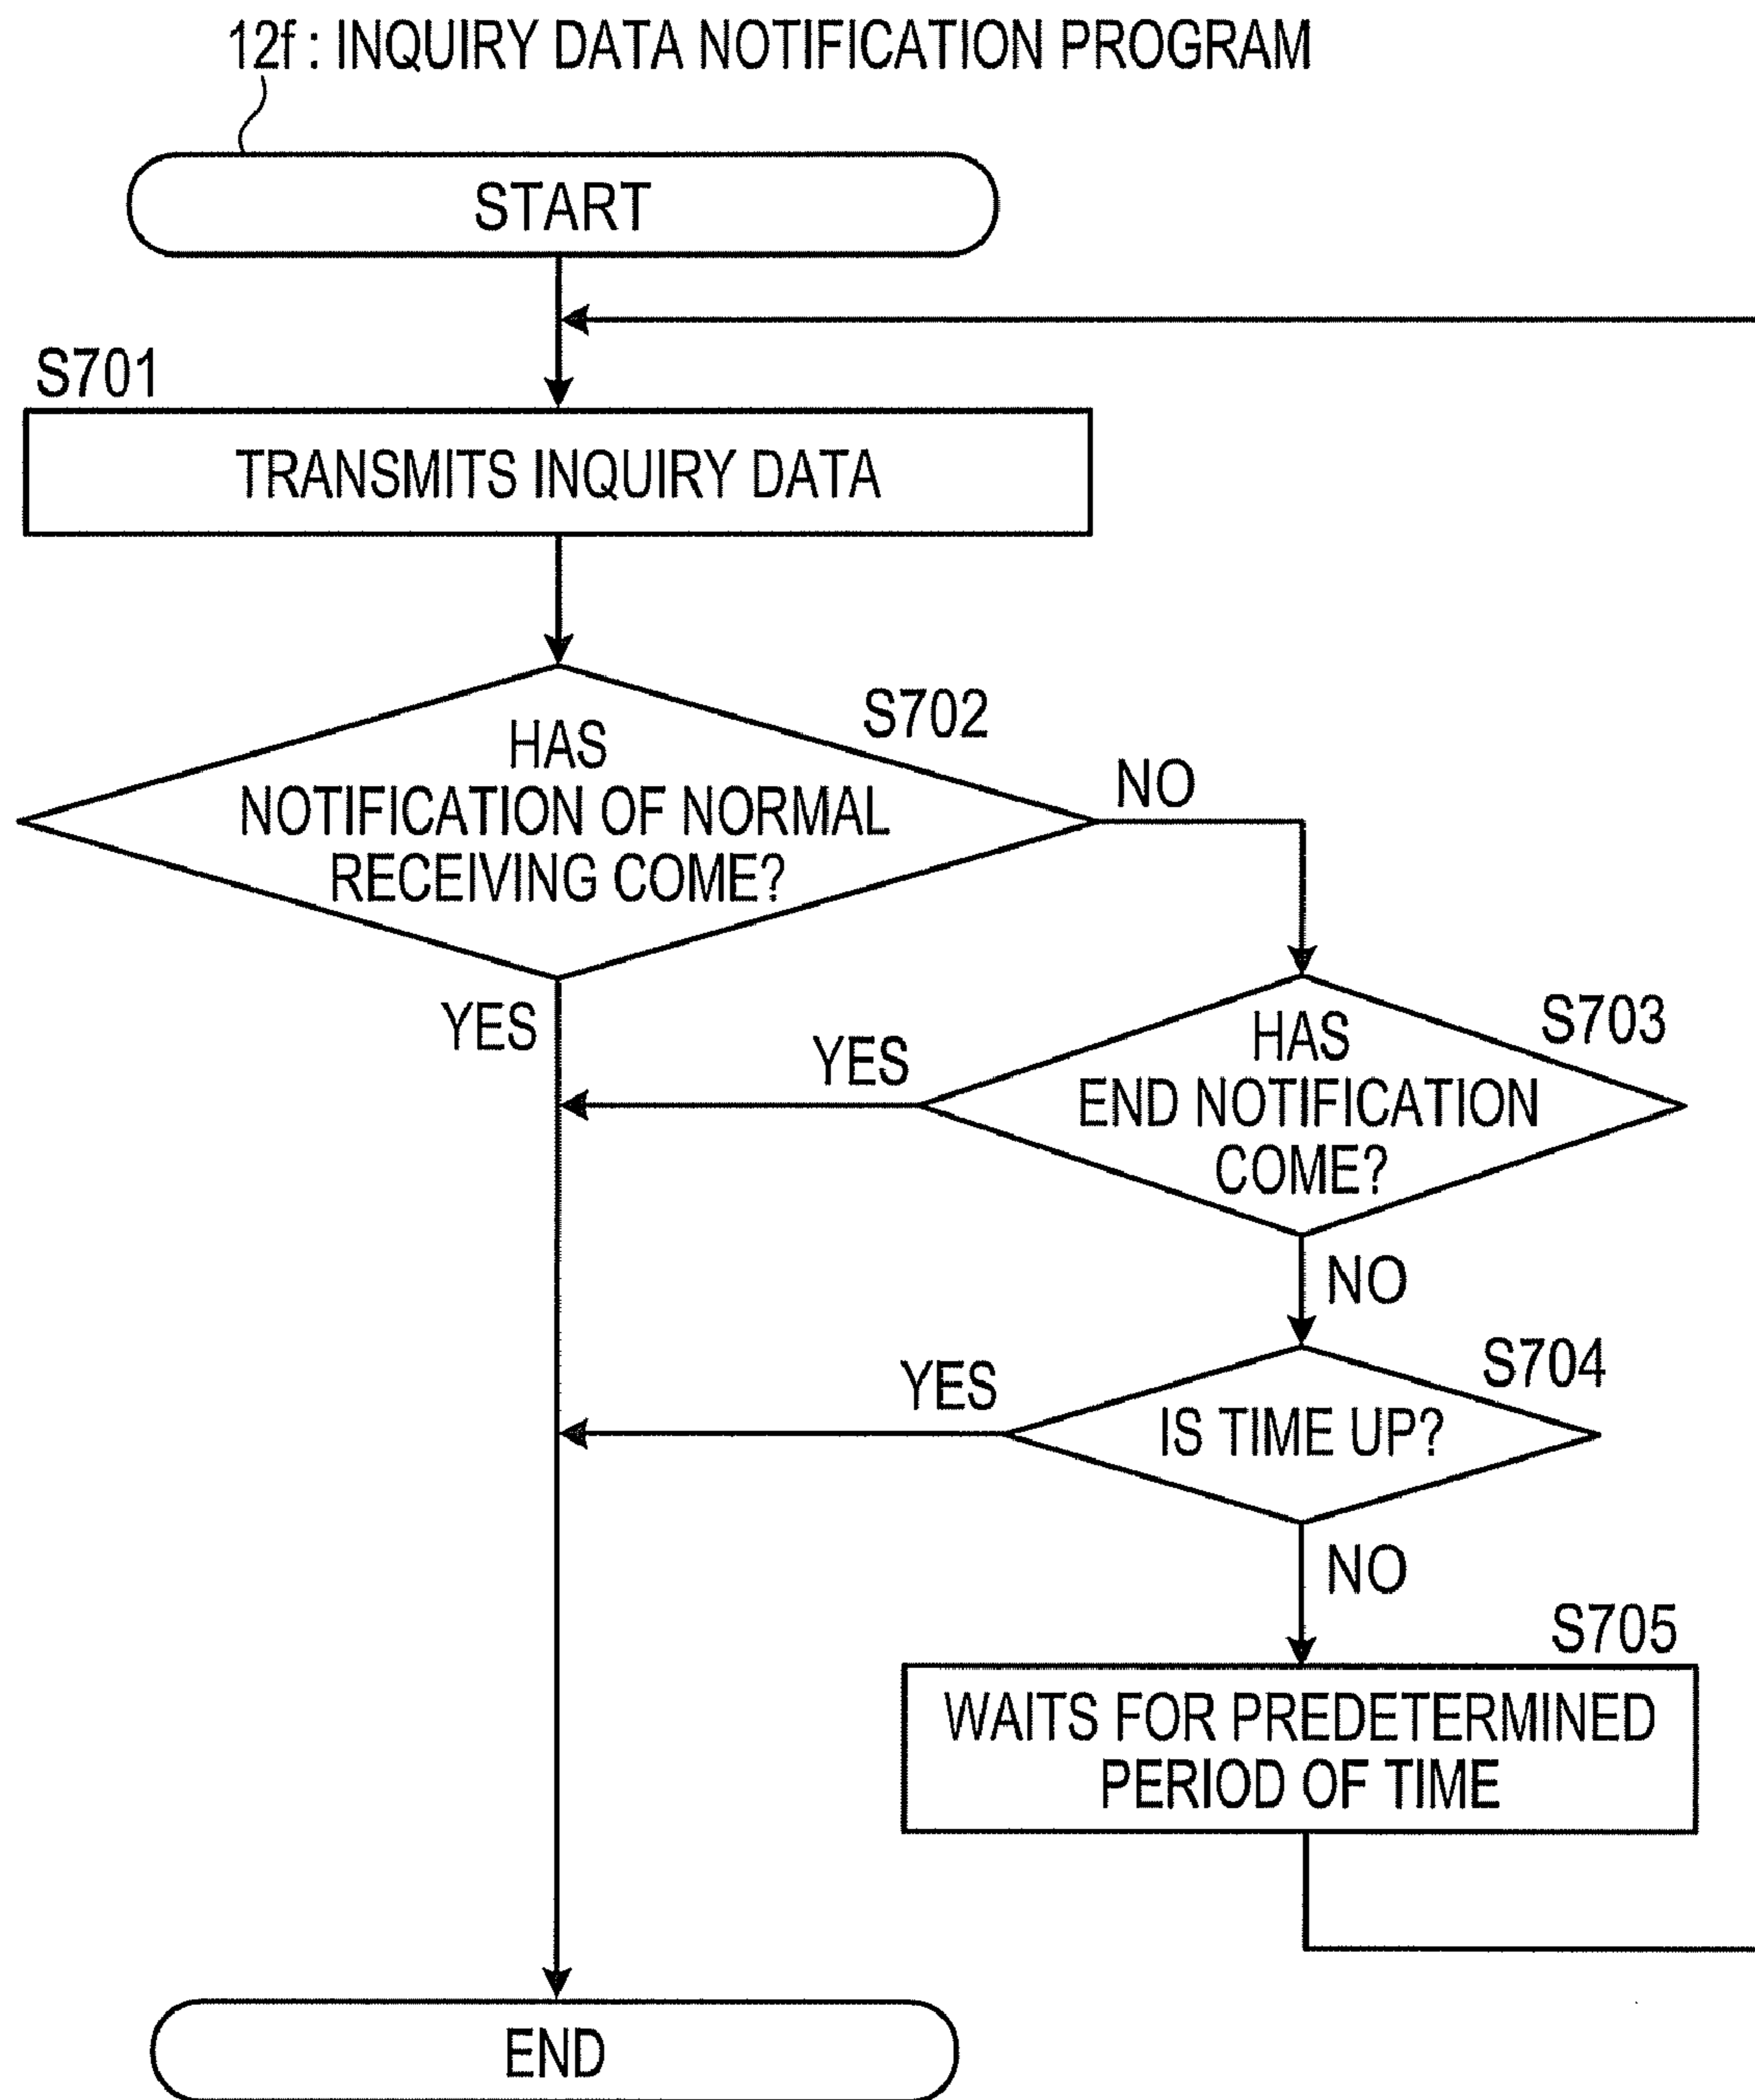 12f : INQUIRY DATA NOTIFICATION PROGRAM
START
S701
TRANSMITS INQUIRY DATA
S702
HAS
NOTIFICATION OF NORMAL
RECEIVING COME?
NO
YES
S703
HAS
END NOTIFICATION
COME?
YES
NO
S704
IS TIME UP?
YES
NO
S705
WAITS FOR PREDETERMINED
PERIOD OF TIME
END